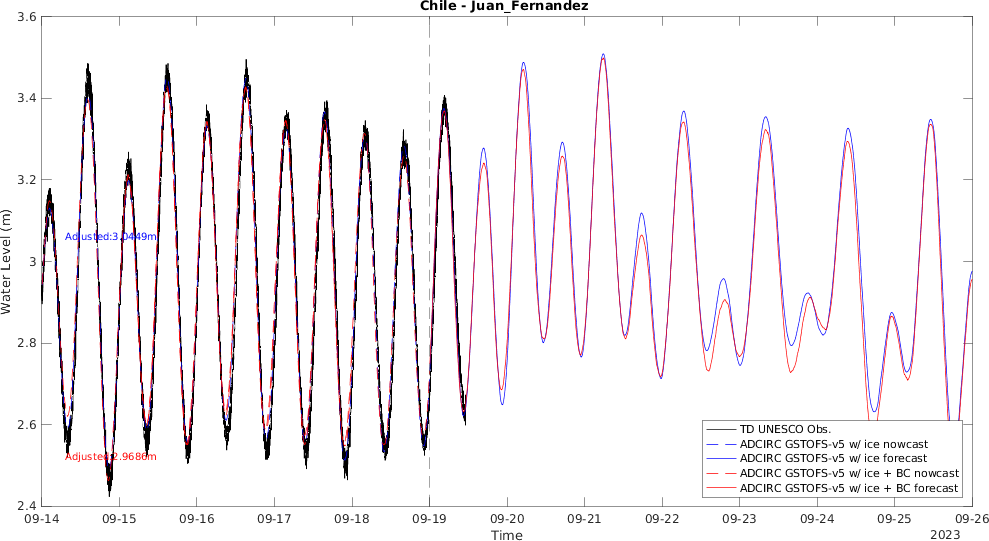 Chile - Juan_Fernandez
3.6
3.4
3.2
3
2.8
2.6
2.4
Water Level (m)
Adjusted:3.0449m
Adjusted:2.9686m
TD UNESCO Obs.
ADCIRC GSTOFS-v5 w/ ice nowcast
ADCIRC GSTOFS-v5 w/ ice forecast
ADCIRC GSTOFS-v5 w/ ice + BC nowcast
ADCIRC GSTOFS-v5 w/ ice + BC forecast
09-14 09-15 09-16 09-17 09-18 09-19 09-20 09-21 09-22 09-23 09-24 09-25 09-26
Time
2023